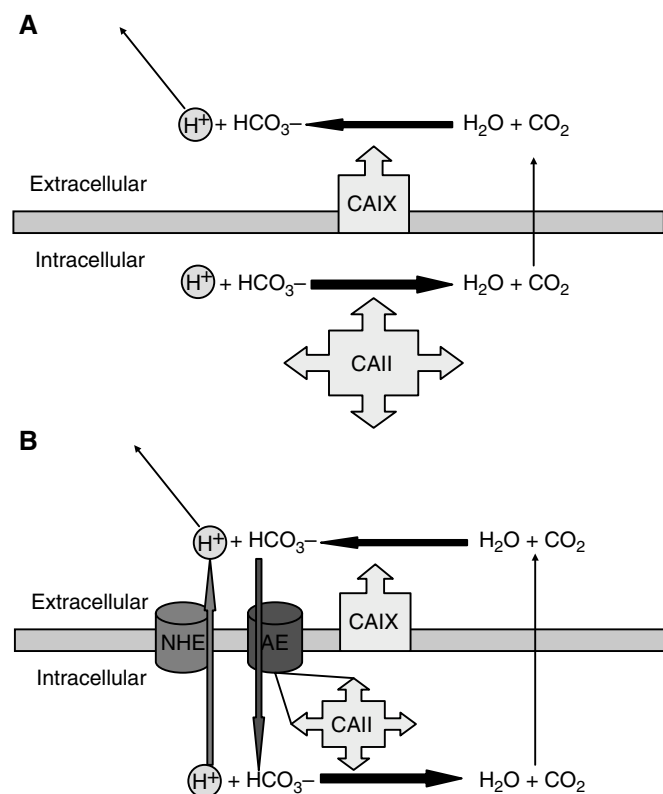 A
H+ + HCO3– H2O + CO2
Extracellular
CAIX
Intracellular
H+ + HCO3– H2O + CO2
CAII
B
H+ + HCO3– H2O + CO2
Extracellular
CAIX
NHE AE
Intracellular
CAII
H+ + HCO3– H2O + CO2